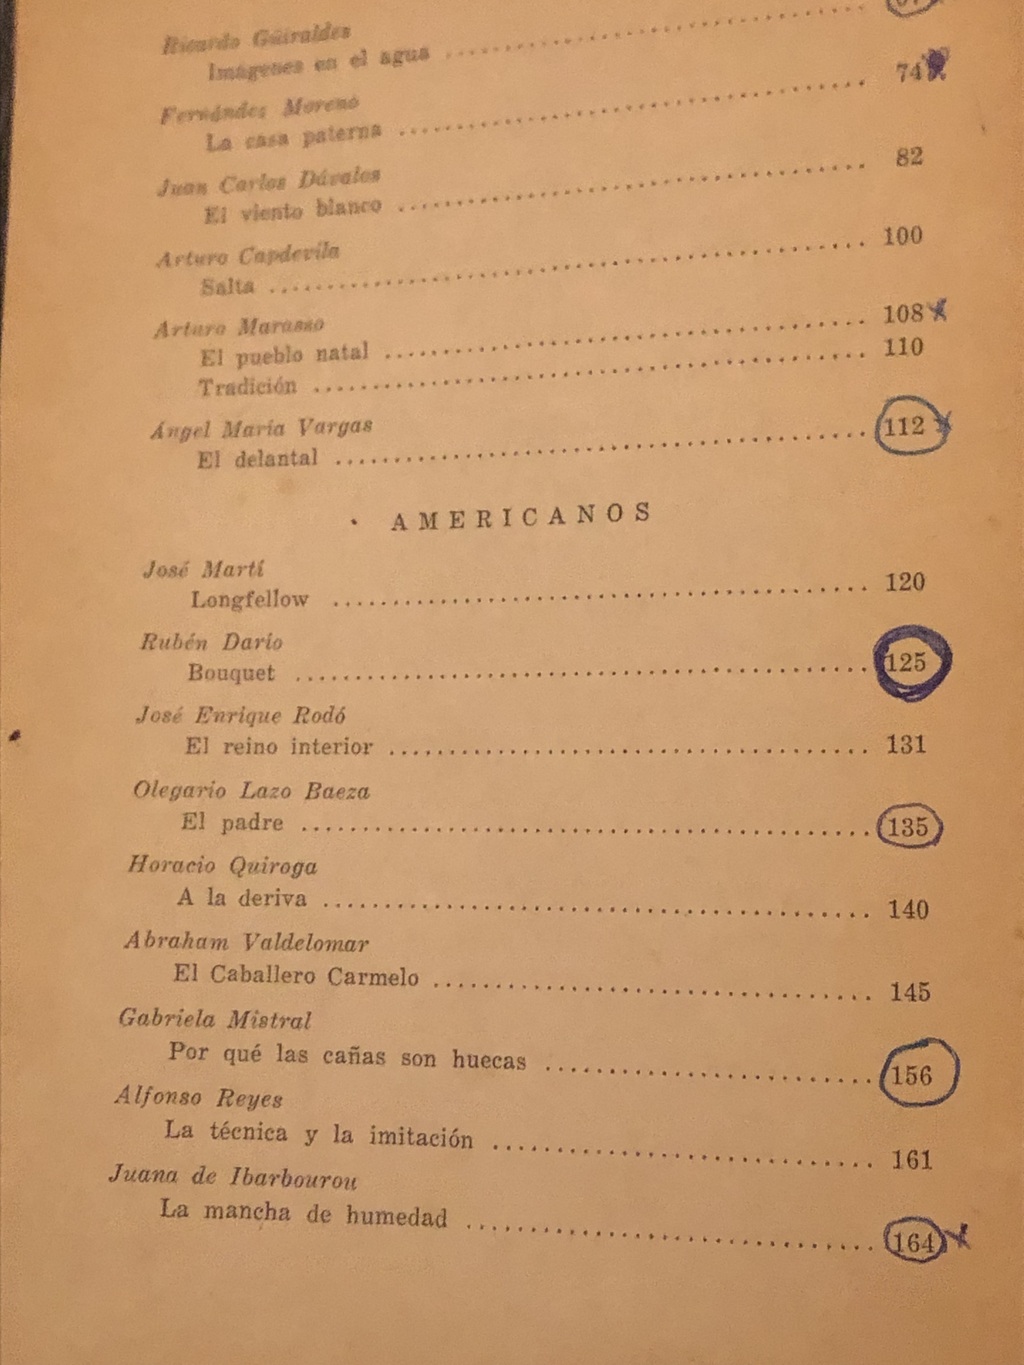 Ricardo Güiraldes
Imágenes en el agua ........................................
Fernández Moreno
La casa paterna ........................................ 74
Juan Carlos Dávalos
El viento blanco ........................................ 82
Arturo Capdevila
Salta ........................................ 100
Arturo Marasso
El pueblo natal ........................................ 108
Tradición ........................................ 110
Ángel María Vargas
El delantal ........................................ 112
· AMERICANOS
José Martí
Longfellow ........................................ 120
Rubén Darío
Bouquet ........................................ 125
José Enrique Rodó
El reino interior ........................................ 131
Olegario Lazo Baeza
El padre ........................................ 135
Horacio Quiroga
A la deriva ........................................ 140
Abraham Valdelomar
El Caballero Carmelo ........................................ 145
Gabriela Mistral
Por qué las cañas son huecas ........................................ 156
Alfonso Reyes
La técnica y la imitación ........................................ 161
Juana de Ibarbourou
La mancha de humedad ........................................ 164